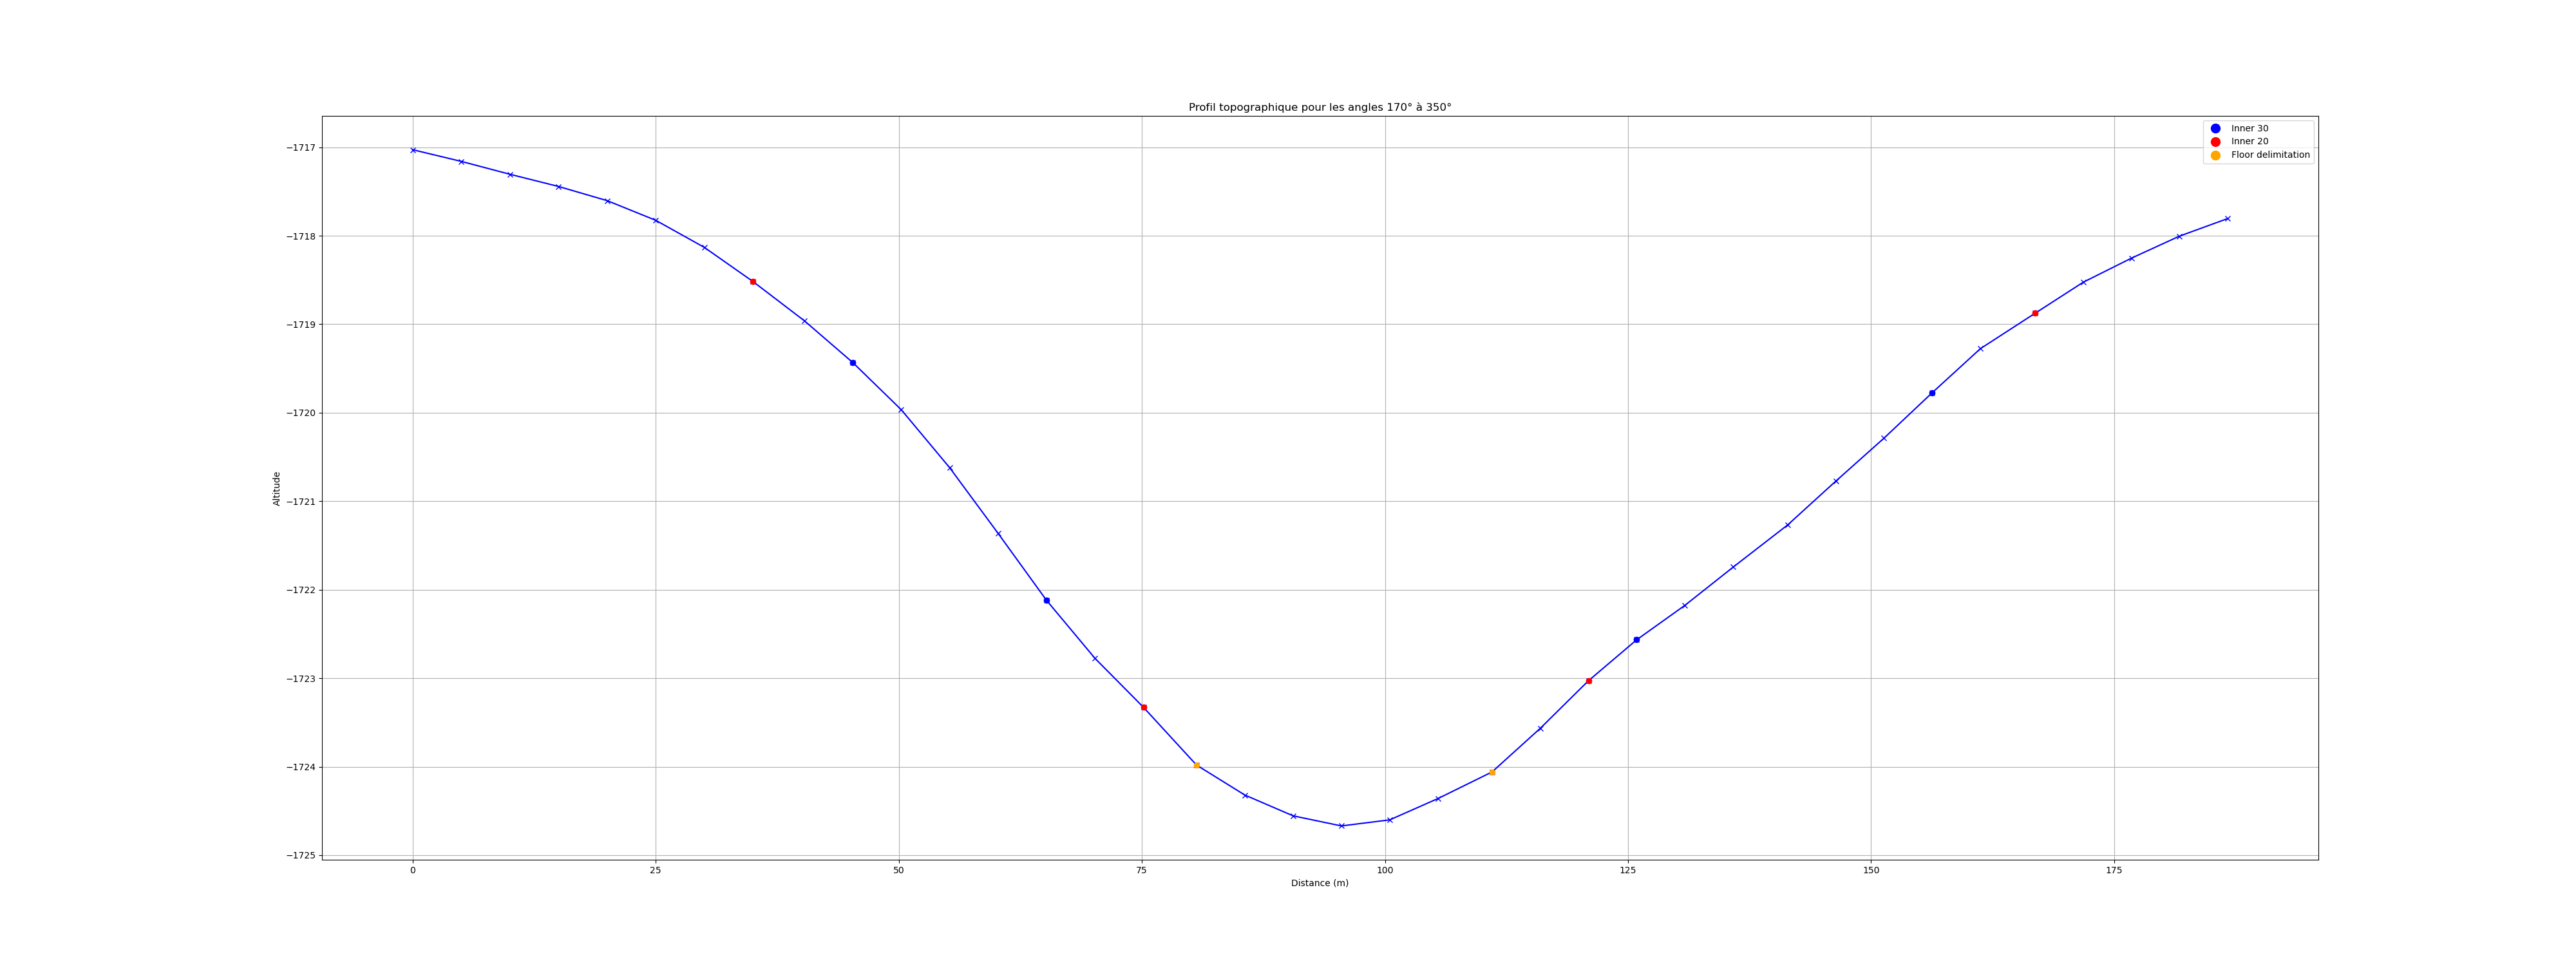 Profil topographique pour les angles 170° à 350°
Inner 30
Inner 20
Floor delimitation
−1717
−1718
−1719
−1720
−1721
−1722
−1723
−1724
−1725
Altitude
0 25 50 75 100 125 150 175
Distance (m)